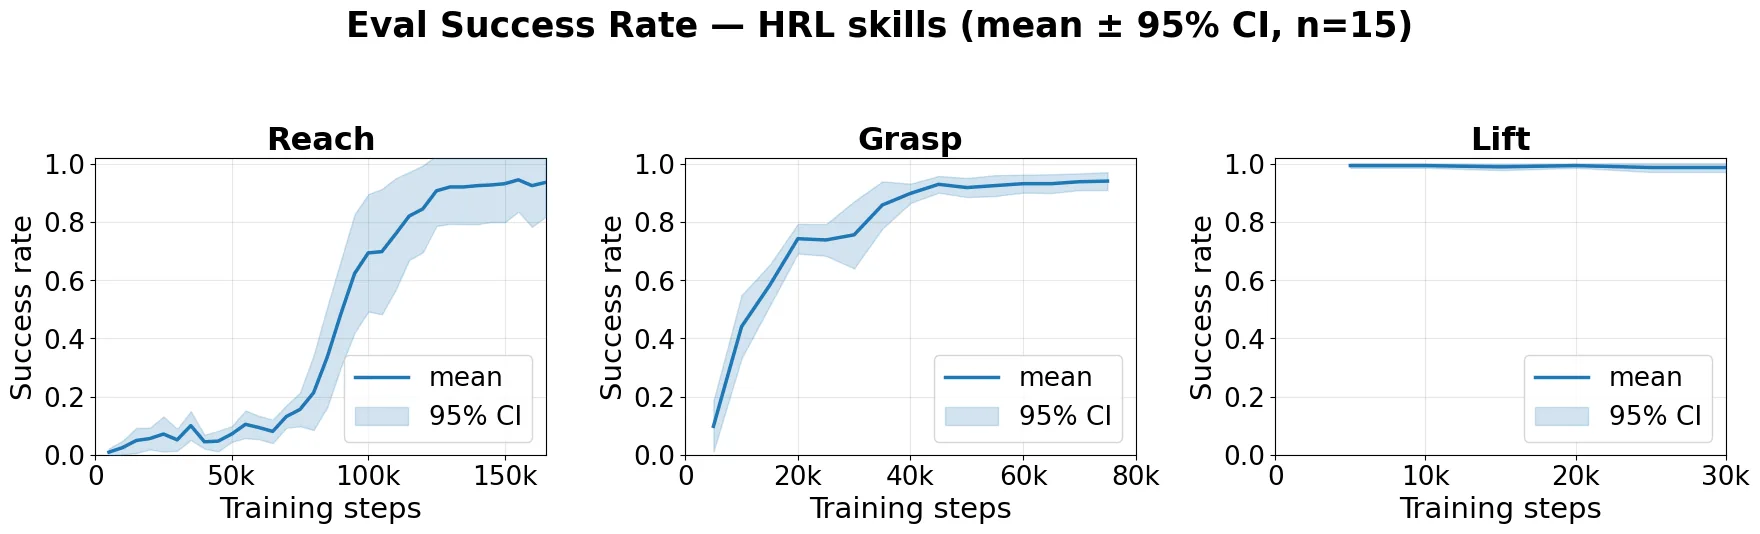 Eval Success Rate — HRL skills (mean ± 95% CI, n=15)
Reach
Success rate
1.0
0.8
0.6
0.4
0.2
0.0
mean
95% CI
0
50k
100k
150k
Training steps
Grasp
Success rate
1.0
0.8
0.6
0.4
0.2
0.0
mean
95% CI
0
20k
40k
60k
80k
Training steps
Lift
Success rate
1.0
0.8
0.6
0.4
0.2
0.0
mean
95% CI
0
10k
20k
30k
Training steps